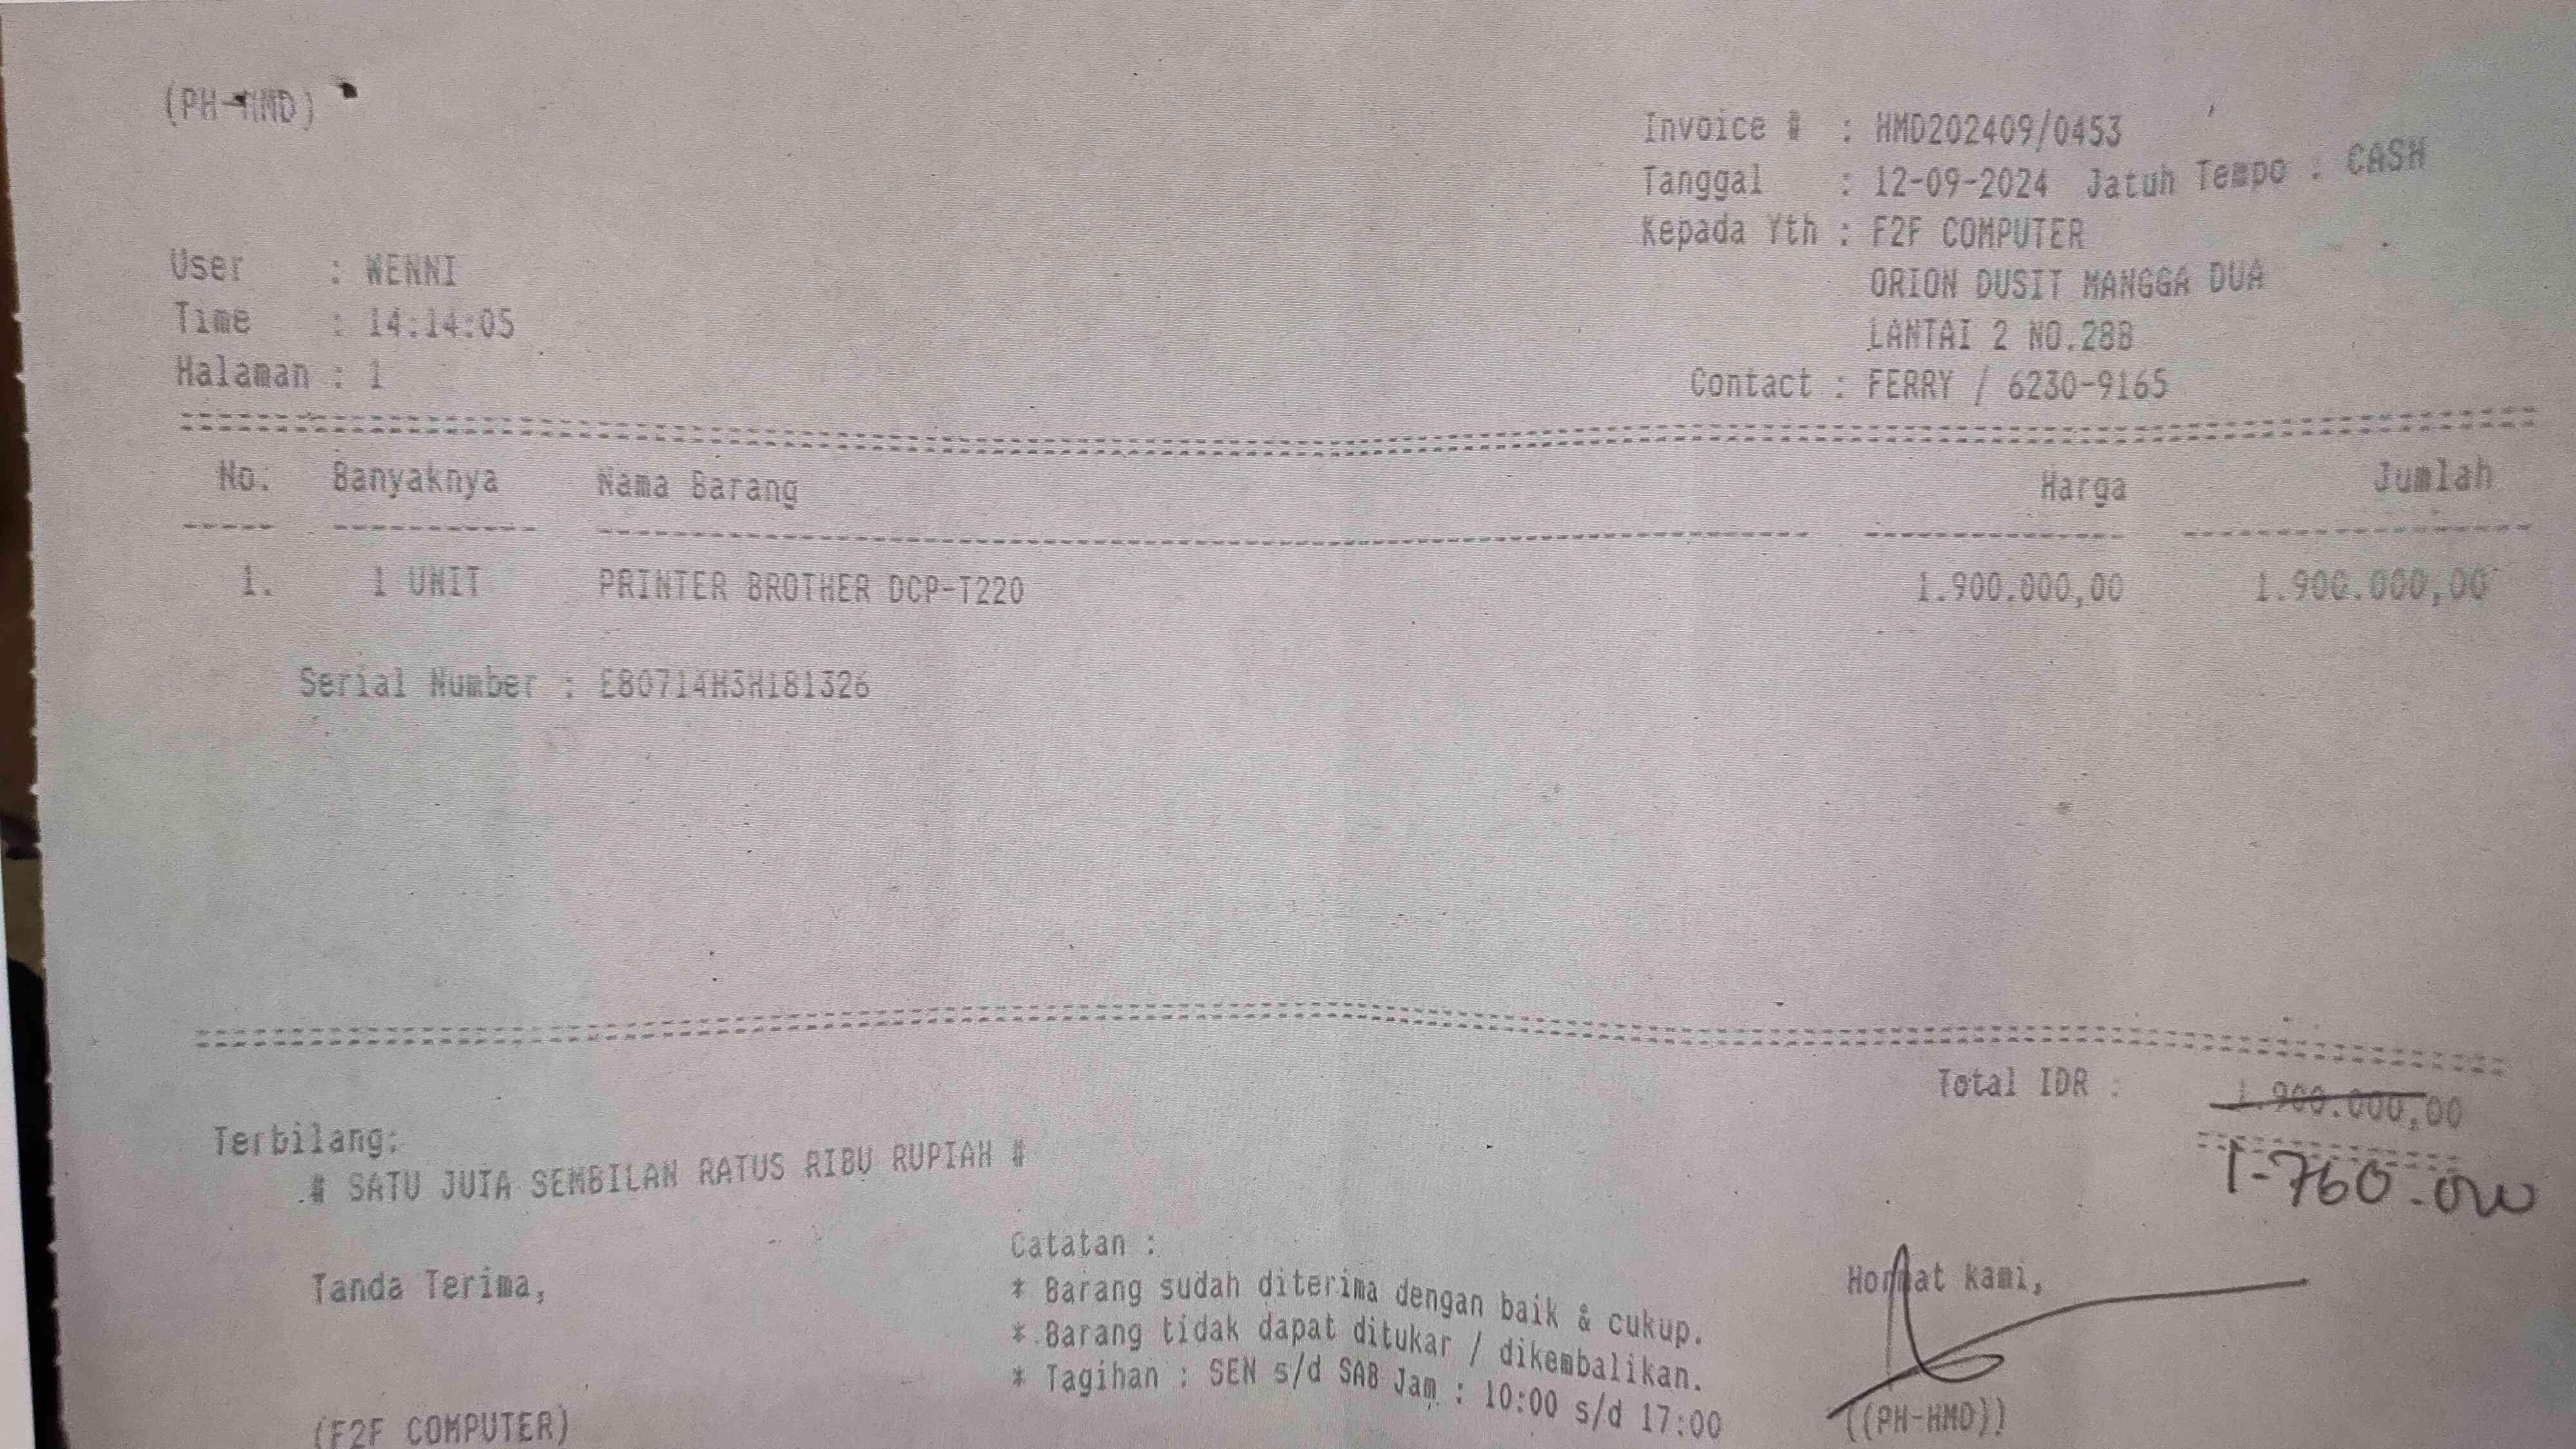 (PH-HMD)
Invoice # : HMD202409/0453
Tanggal : 12-09-2024 Jatuh Tempo : CASH
Kepada Yth : F2F COMPUTER
ORION DUSIT MANGGA DUA
LANTAI 2 NO.28B
Contact : FERRY / 6230-9165
User : WENNI
Time : 14:14:05
Halaman : 1
No. Banyaknya Nama Barang Harga Jumlah
1. 1 UNIT PRINTER BROTHER DCP-T220 1.900.000,00 1.900.000,00
Serial Number : E80714H3H181326
Total IDR : 1.900.000,00
1-760.000
Terbilang:
# SATU JUTA SEMBILAN RATUS RIBU RUPIAH #
Tanda Terima,
(F2F COMPUTER)
Catatan :
* Barang sudah diterima dengan baik & cukup.
* Barang tidak dapat ditukar / dikembalikan.
* Tagihan : SEN s/d SAB Jam : 10:00 s/d 17:00
Hormat kami,
((PH-HMD))